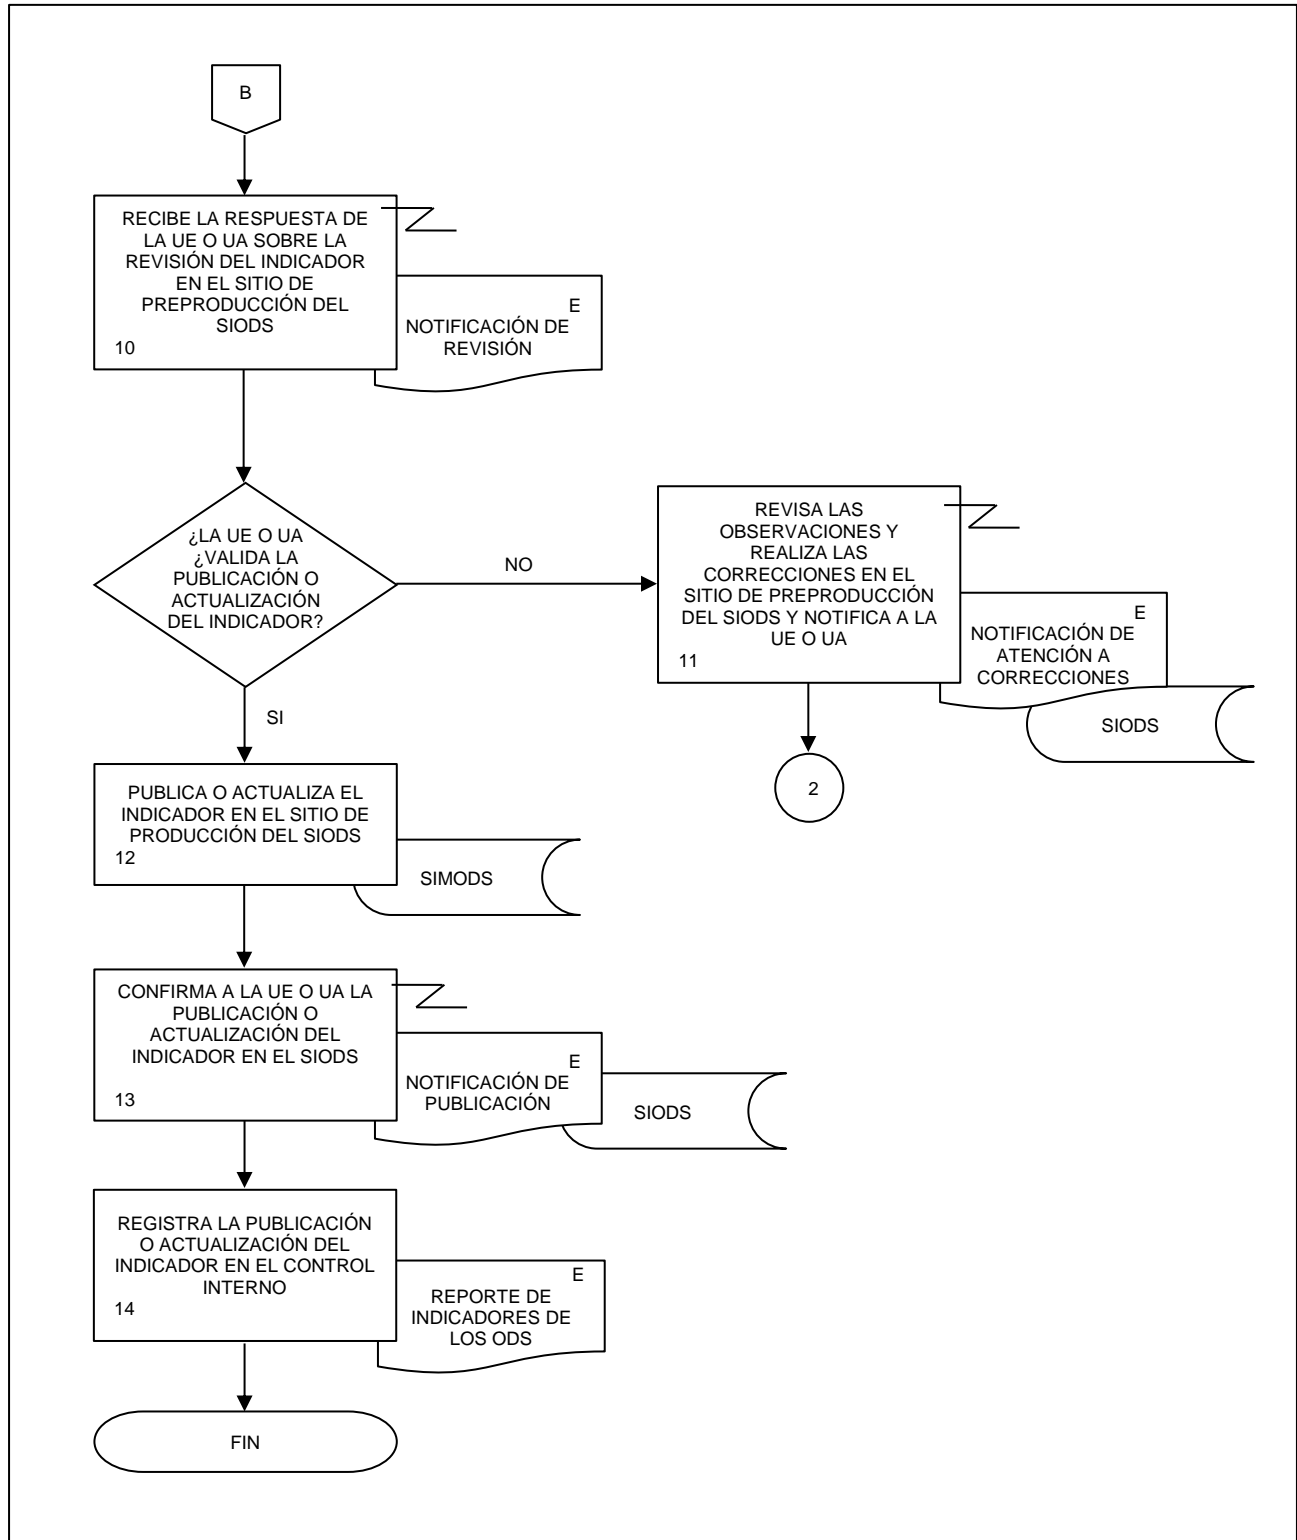 B
RECIBE LA RESPUESTA DE
LA UE O UA SOBRE LA
REVISIÓN DEL INDICADOR
EN EL SITIO DE
PREPRODUCCIÓN DEL
SIODS
10
E
NOTIFICACIÓN DE
REVISIÓN
¿LA UE O UA
¿VALIDA LA
PUBLICACIÓN O
ACTUALIZACIÓN
DEL INDICADOR?
NO
REVISA LAS
OBSERVACIONES Y
REALIZA LAS
CORRECCIONES EN EL
SITIO DE PREPRODUCCIÓN
DEL SIODS Y NOTIFICA A LA
UE O UA
11
E
NOTIFICACIÓN DE
ATENCIÓN A
CORRECCIONES
SIODS
2
SI
PUBLICA O ACTUALIZA EL
INDICADOR EN EL SITIO DE
PRODUCCIÓN DEL SIODS
12
SIMODS
CONFIRMA A LA UE O UA LA
PUBLICACIÓN O
ACTUALIZACIÓN DEL
INDICADOR EN EL SIODS
13
E
NOTIFICACIÓN DE
PUBLICACIÓN
SIODS
REGISTRA LA PUBLICACIÓN
O ACTUALIZACIÓN DEL
INDICADOR EN EL CONTROL
INTERNO
14
E
REPORTE DE
INDICADORES DE
LOS ODS
FIN